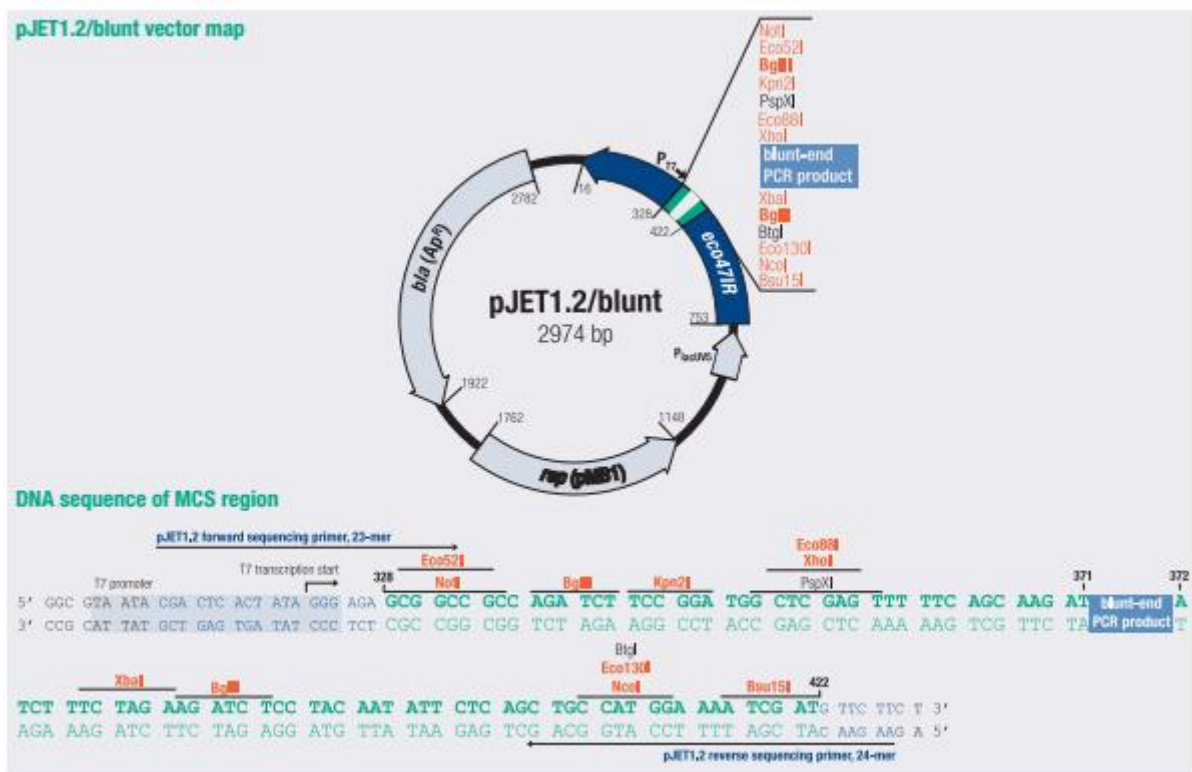 pJET1.2/blunt vector map
NotI
Eco52I
BglII
Kpn2I
PspXI
Eco88I
XhoI
blunt-end
PCR product
XbaI
BglII
BtgI
Eco130I
NcoI
Bsu15I
PT7
16
2782
328
422
eco47IR
bla (ApR)
pJET1.2/blunt
2974 bp
753
PlacUV5
1922
1762
1148
rep (pMB1)
DNA sequence of MCS region
pJET1.2 forward sequencing primer, 23-mer
Eco88I
Eco52I XhoI
T7 promoter T7 transcription start 328 NotI BglII Kpn2I PspXI 371 372
5' GGC GTA ATA CGA CTC ACT ATA GGG AGA GCG GCC GCC AGA TCT TCC GGA TGG CTC GAG TTT TTC AGC AAG AT blunt-end A
3' CCG CAT TAT GCT GAG TGA TAT CCC TCT CGC CGG CGG TCT AGA AGG CCT ACC GAG CTC AAA AAG TCG TTC TA PCR product T
BtgI
Eco130I
XbaI BglII NcoI Bsu15I 422
TCT TTC TAG AAG ATC TCC TAC AAT ATT CTC AGC TGC CAT GGA AAA TCG ATG TTC TTC T 3'
AGA AAG ATC TTC TAG AGG ATG TTA TAA GAG TCG ACG GTA CCT TTT AGC TAC AAG AAG A 5'
pJET1.2 reverse sequencing primer, 24-mer